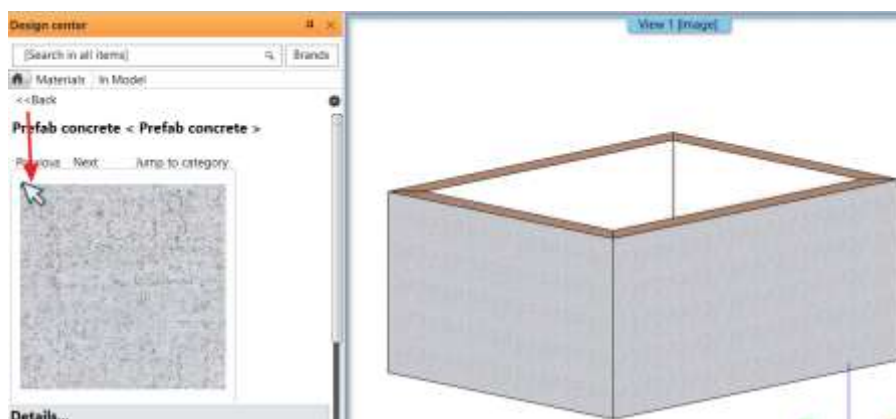 Design center
[Search in all items]
Brands
Materials
In Model
<<Back
Prefab concrete < Prefab concrete >
Previous
Next
Jump to category
Details...
View 1 [Image]